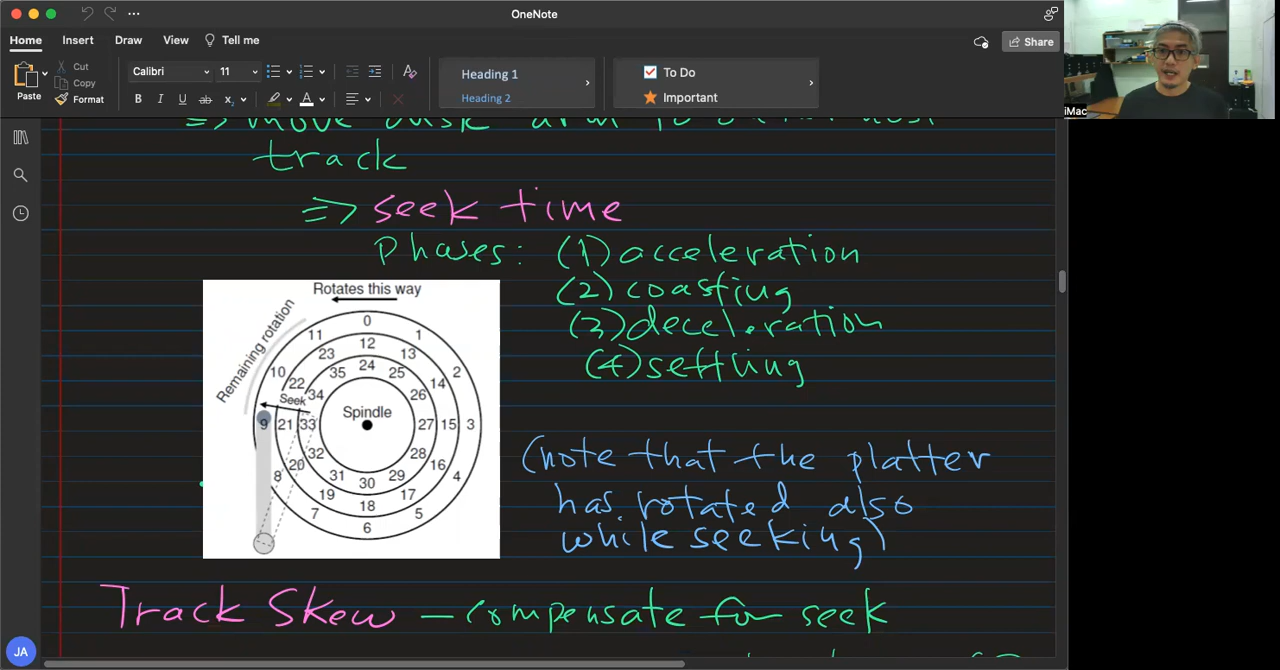 OneNote
Home Insert Draw View Tell me
Share
iMac
Paste
Cut
Copy
Format
Calibri 11
B I U ab x A
Heading 1
Heading 2
To Do
Important
track
=> seek time
Phases: (1) acceleration
(2) coasting
(3) deceleration
(4) settling
Rotates this way
Remaining rotation
Seek
Spindle
0 1 2 3 4 5 6 7 8 9 10 11
12 13 14 15 16 17 18 19 20 21 22 23
24 25 26 27 28 29 30 31 32 33 34 35
(note that the platter
has rotated also
while seeking)
Track Skew — compensate for seek
JA